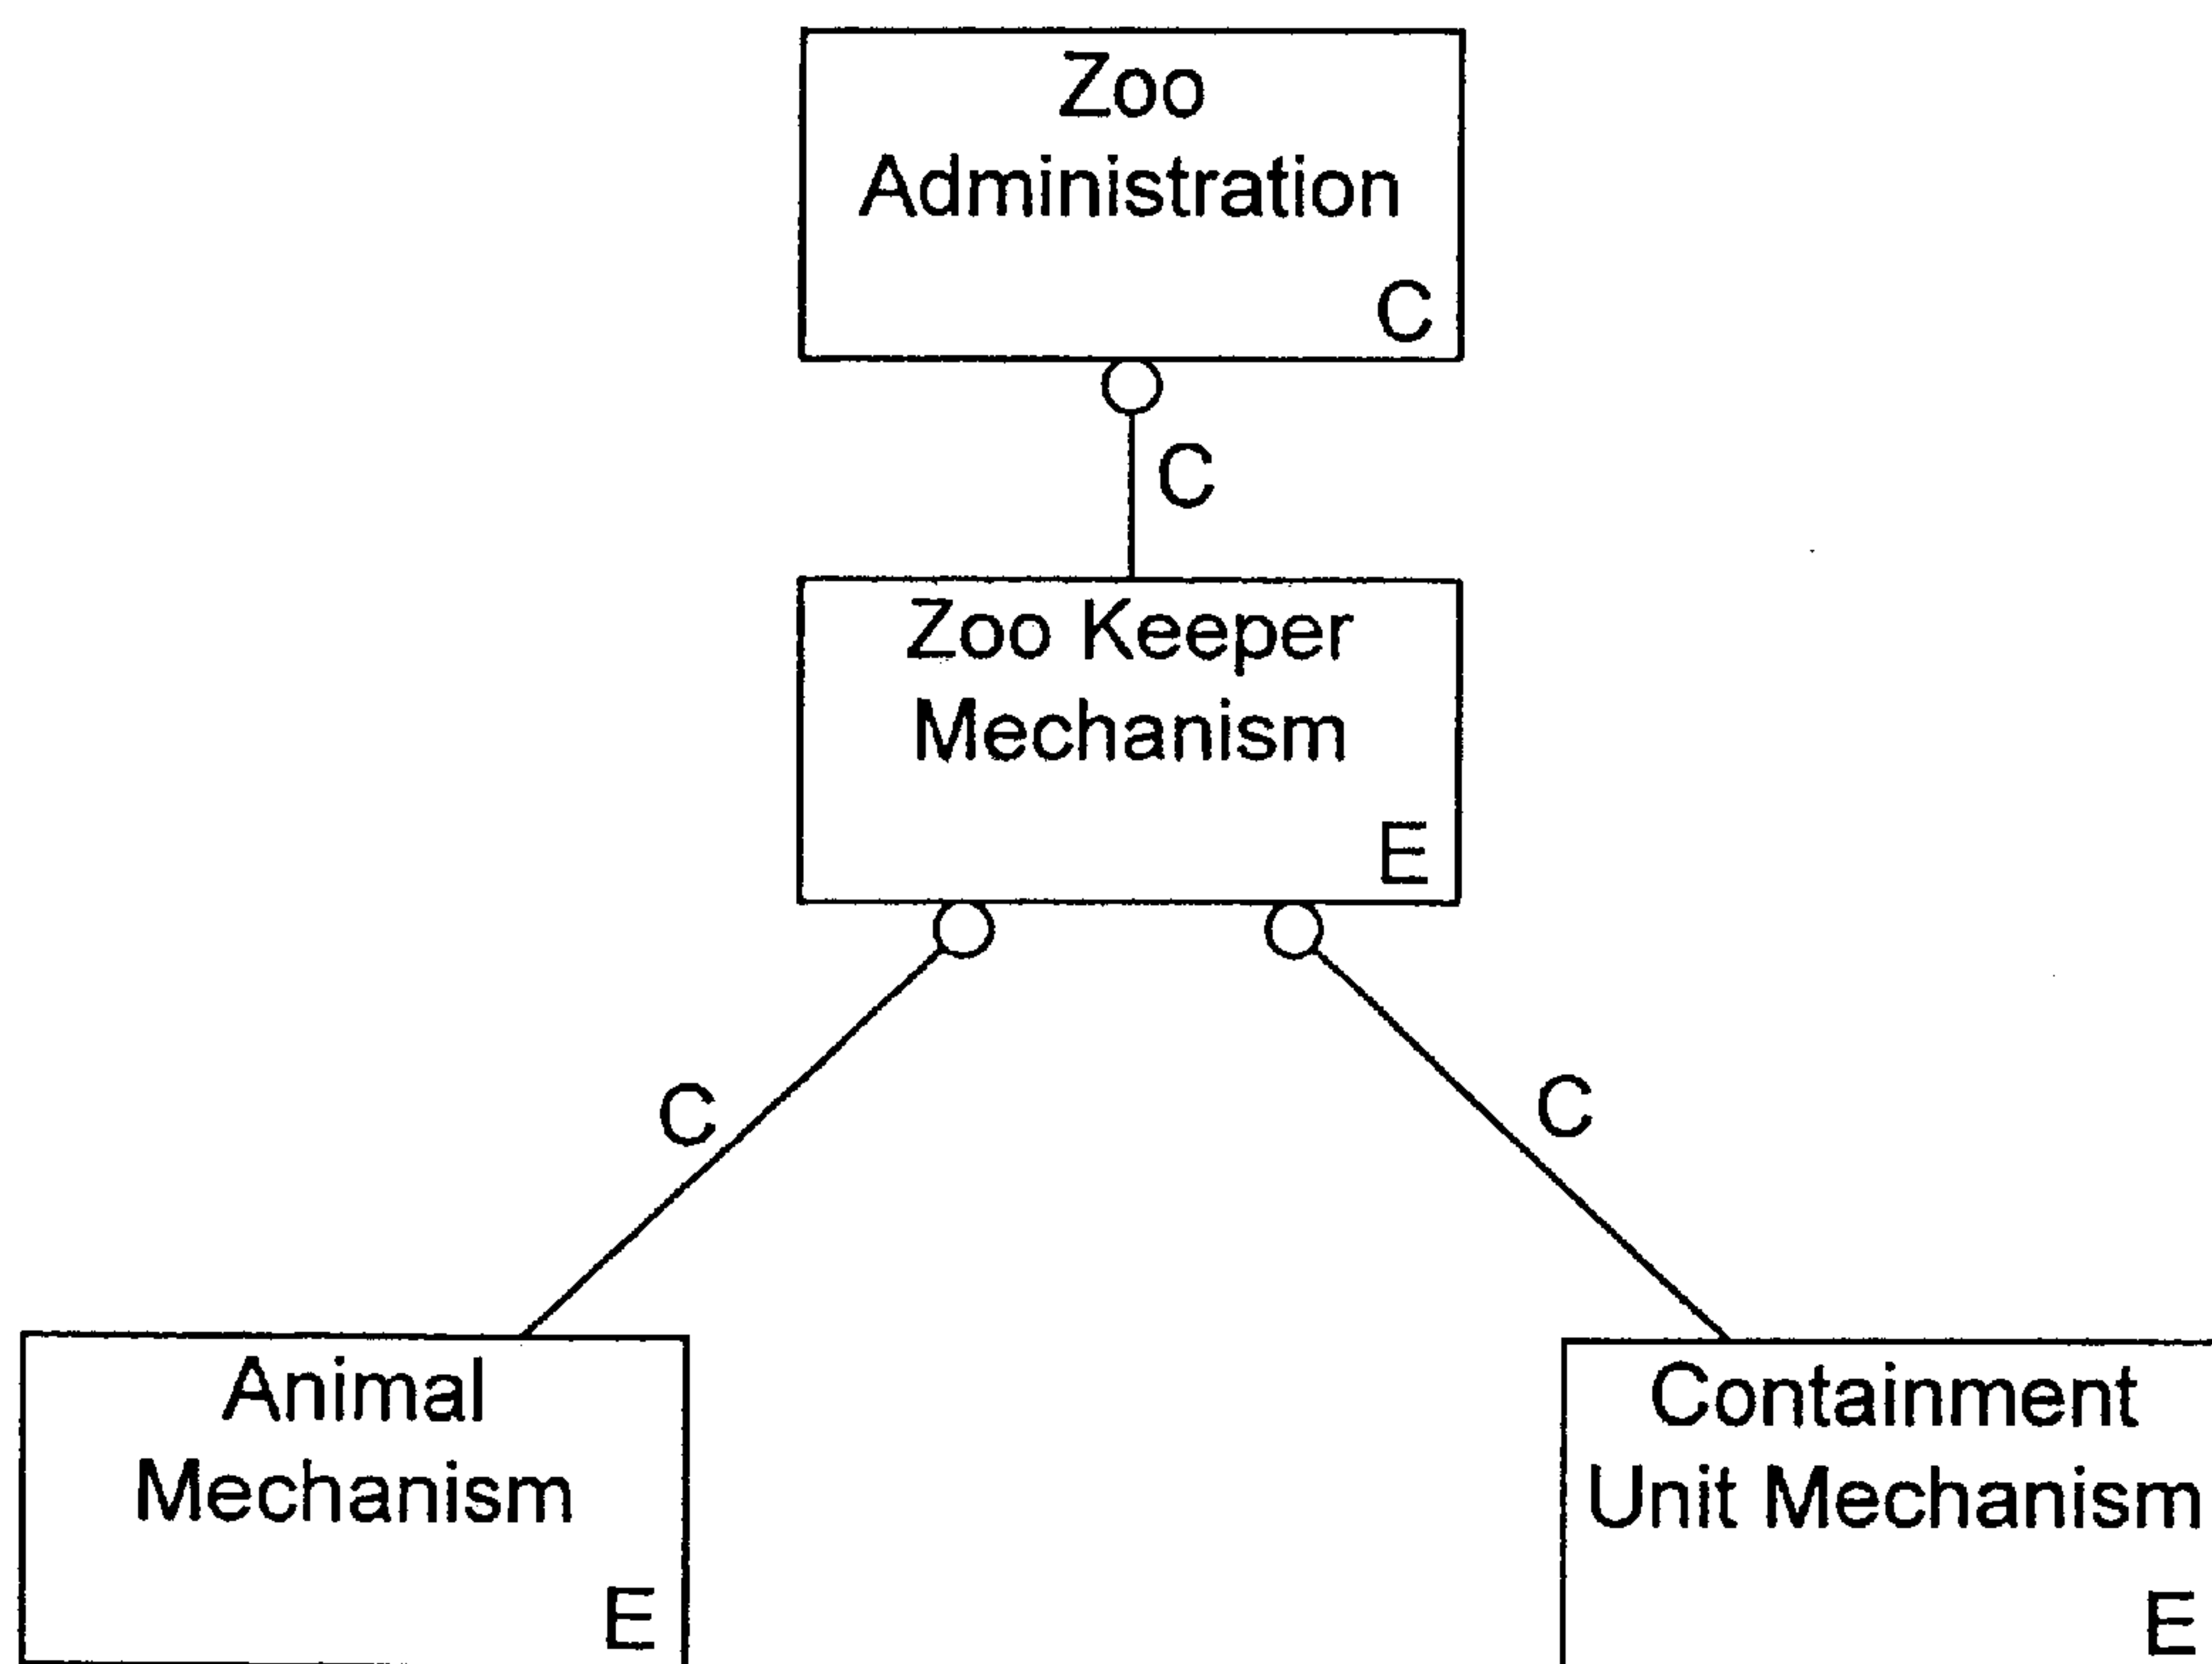 Zoo
Administration
C
C
Zoo Keeper
Mechanism
E
C
C
Animal
Mechanism
E
Containment
Unit Mechanism
E